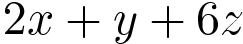 2x + y + 6z